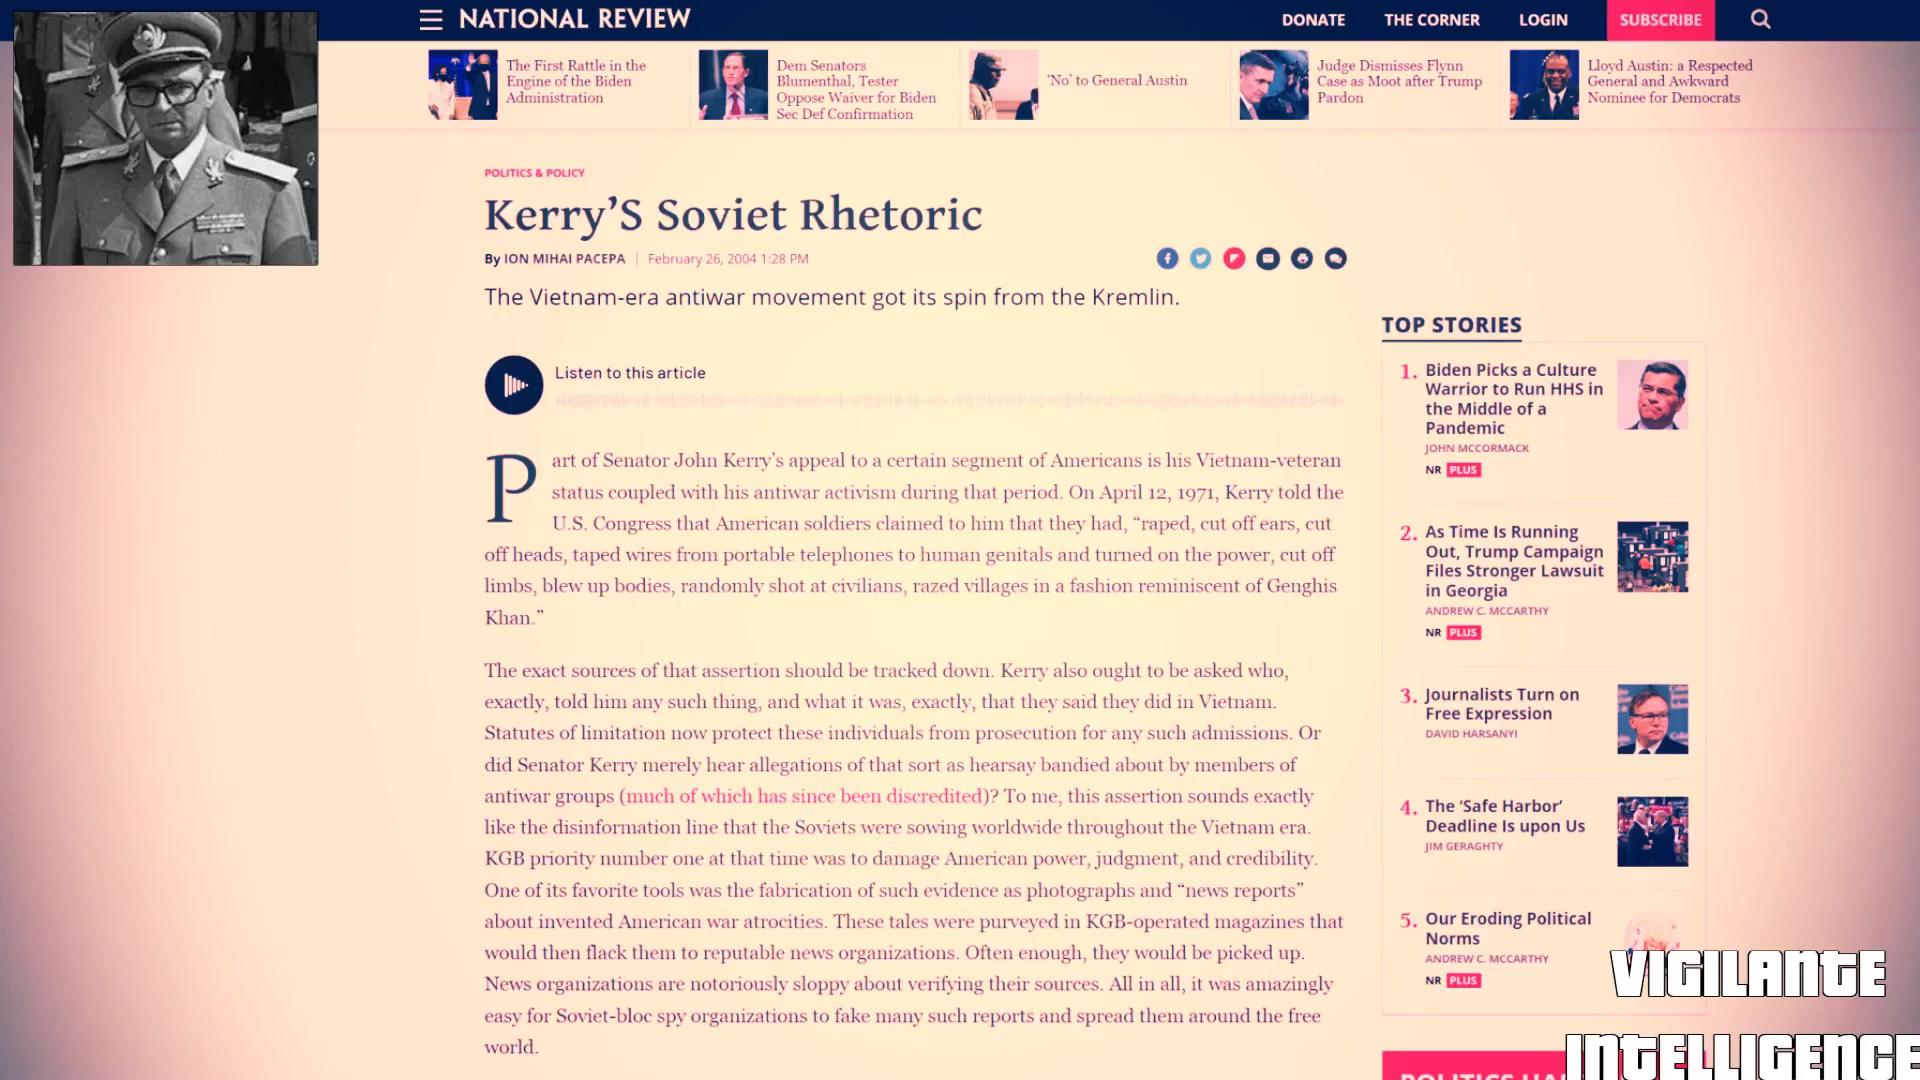 NATIONAL REVIEW
DONATE
THE CORNER
LOGIN
SUBSCRIBE
The First Rattle in the
Engine of the Biden
Administration
Dem Senators
Blumenthal, Tester
Oppose Waiver for Biden
Sec Def Confirmation
‘No’ to General Austin
Judge Dismisses Flynn
Case as Moot after Trump
Pardon
Lloyd Austin: a Respected
General and Awkward
Nominee for Democrats
POLITICS & POLICY
Kerry’S Soviet Rhetoric
By ION MIHAI PACEPA | February 26, 2004 1:28 PM
The Vietnam-era antiwar movement got its spin from the Kremlin.
Listen to this article
Part of Senator John Kerry’s appeal to a certain segment of Americans is his Vietnam-veteran
status coupled with his antiwar activism during that period. On April 12, 1971, Kerry told the
U.S. Congress that American soldiers claimed to him that they had, “raped, cut off ears, cut
off heads, taped wires from portable telephones to human genitals and turned on the power, cut off
limbs, blew up bodies, randomly shot at civilians, razed villages in a fashion reminiscent of Genghis
Khan.”
The exact sources of that assertion should be tracked down. Kerry also ought to be asked who,
exactly, told him any such thing, and what it was, exactly, that they said they did in Vietnam.
Statutes of limitation now protect these individuals from prosecution for any such admissions. Or
did Senator Kerry merely hear allegations of that sort as hearsay bandied about by members of
antiwar groups (much of which has since been discredited)? To me, this assertion sounds exactly
like the disinformation line that the Soviets were sowing worldwide throughout the Vietnam era.
KGB priority number one at that time was to damage American power, judgment, and credibility.
One of its favorite tools was the fabrication of such evidence as photographs and “news reports”
about invented American war atrocities. These tales were purveyed in KGB-operated magazines that
would then flack them to reputable news organizations. Often enough, they would be picked up.
News organizations are notoriously sloppy about verifying their sources. All in all, it was amazingly
easy for Soviet-bloc spy organizations to fake many such reports and spread them around the free
world.
TOP STORIES
1. Biden Picks a Culture
Warrior to Run HHS in
the Middle of a
Pandemic
JOHN MCCORMACK
NR PLUS
2. As Time Is Running
Out, Trump Campaign
Files Stronger Lawsuit
in Georgia
ANDREW C. MCCARTHY
NR PLUS
3. Journalists Turn on
Free Expression
DAVID HARSANYI
4. The ‘Safe Harbor’
Deadline Is upon Us
JIM GERAGHTY
5. Our Eroding Political
Norms
ANDREW C. MCCARTHY
NR PLUS
VIGILANTE
INTELLIGENCE